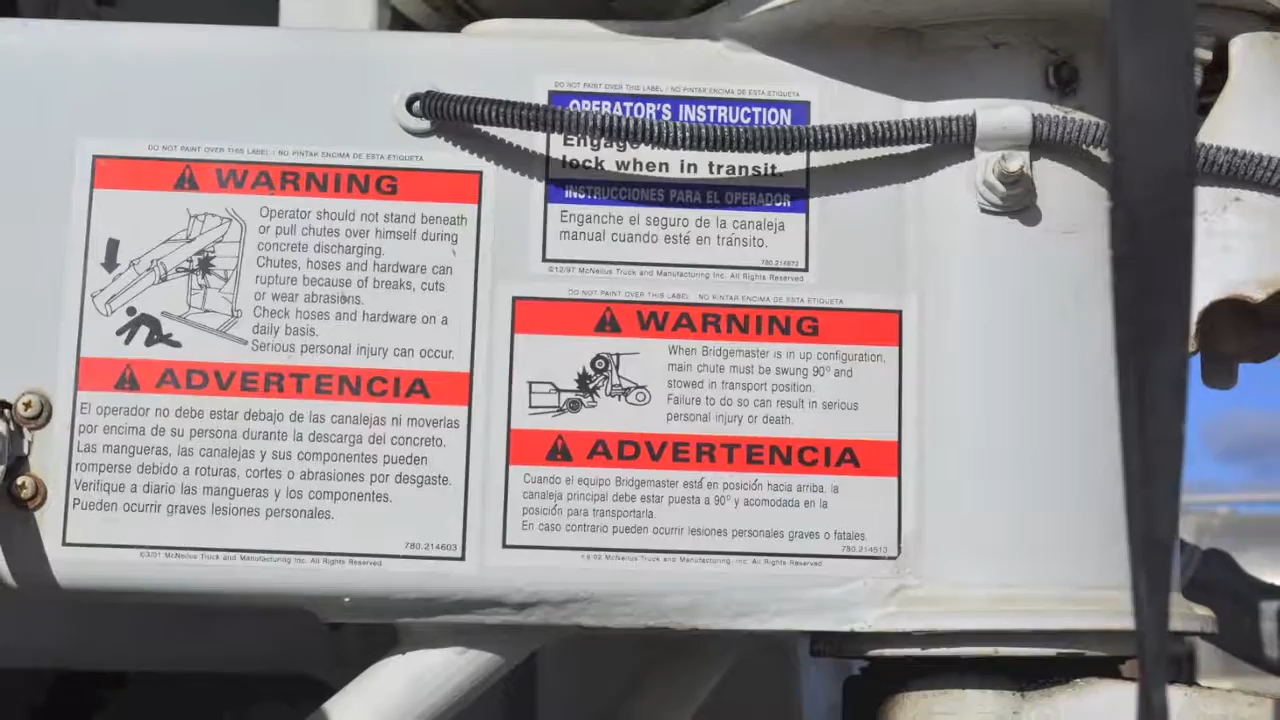 DO NOT PAINT OVER THIS LABEL / NO PINTAR ENCIMA DE ESTA ETIQUETA
WARNING
Operator should not stand beneath
or pull chutes over himself during
concrete discharging.
Chutes, hoses and hardware can
rupture because of breaks, cuts
or wear abrasions.
Check hoses and hardware on a
daily basis.
Serious personal injury can occur.
ADVERTENCIA
El operador no debe estar debajo de las canalejas ni moverlas
por encima de su persona durante la descarga del concreto.
Las mangueras, las canalejas y sus componentes pueden
romperse debido a roturas, cortes o abrasiones por desgaste.
Verifique a diario las mangueras y los componentes.
Pueden ocurrir graves lesiones personales.
780.214603
©3/01 McNeilus Truck and Manufacturing Inc. All Rights Reserved
DO NOT PAINT OVER THIS LABEL / NO PINTAR ENCIMA DE ESTA ETIQUETA
OPERATOR'S INSTRUCTION
Engage
lock when in transit.
INSTRUCCIONES PARA EL OPERADOR
Enganche el seguro de la canaleja
manual cuando esté en tránsito.
780.214672
©12/97 McNeilus Truck and Manufacturing Inc. All Rights Reserved
DO NOT PAINT OVER THIS LABEL / NO PINTAR ENCIMA DE ESTA ETIQUETA
WARNING
When Bridgemaster is in up configuration,
main chute must be swung 90° and
stowed in transport position.
Failure to do so can result in serious
personal injury or death.
ADVERTENCIA
Cuando el equipo Bridgemaster está en posición hacia arriba, la
canaleja principal debe estar puesta a 90° y acomodada en la
posición para transportarla.
En caso contrario pueden ocurrir lesiones personales graves o fatales.
780.214513
McNeilus Truck and Manufacturing Inc. All Rights Reserved